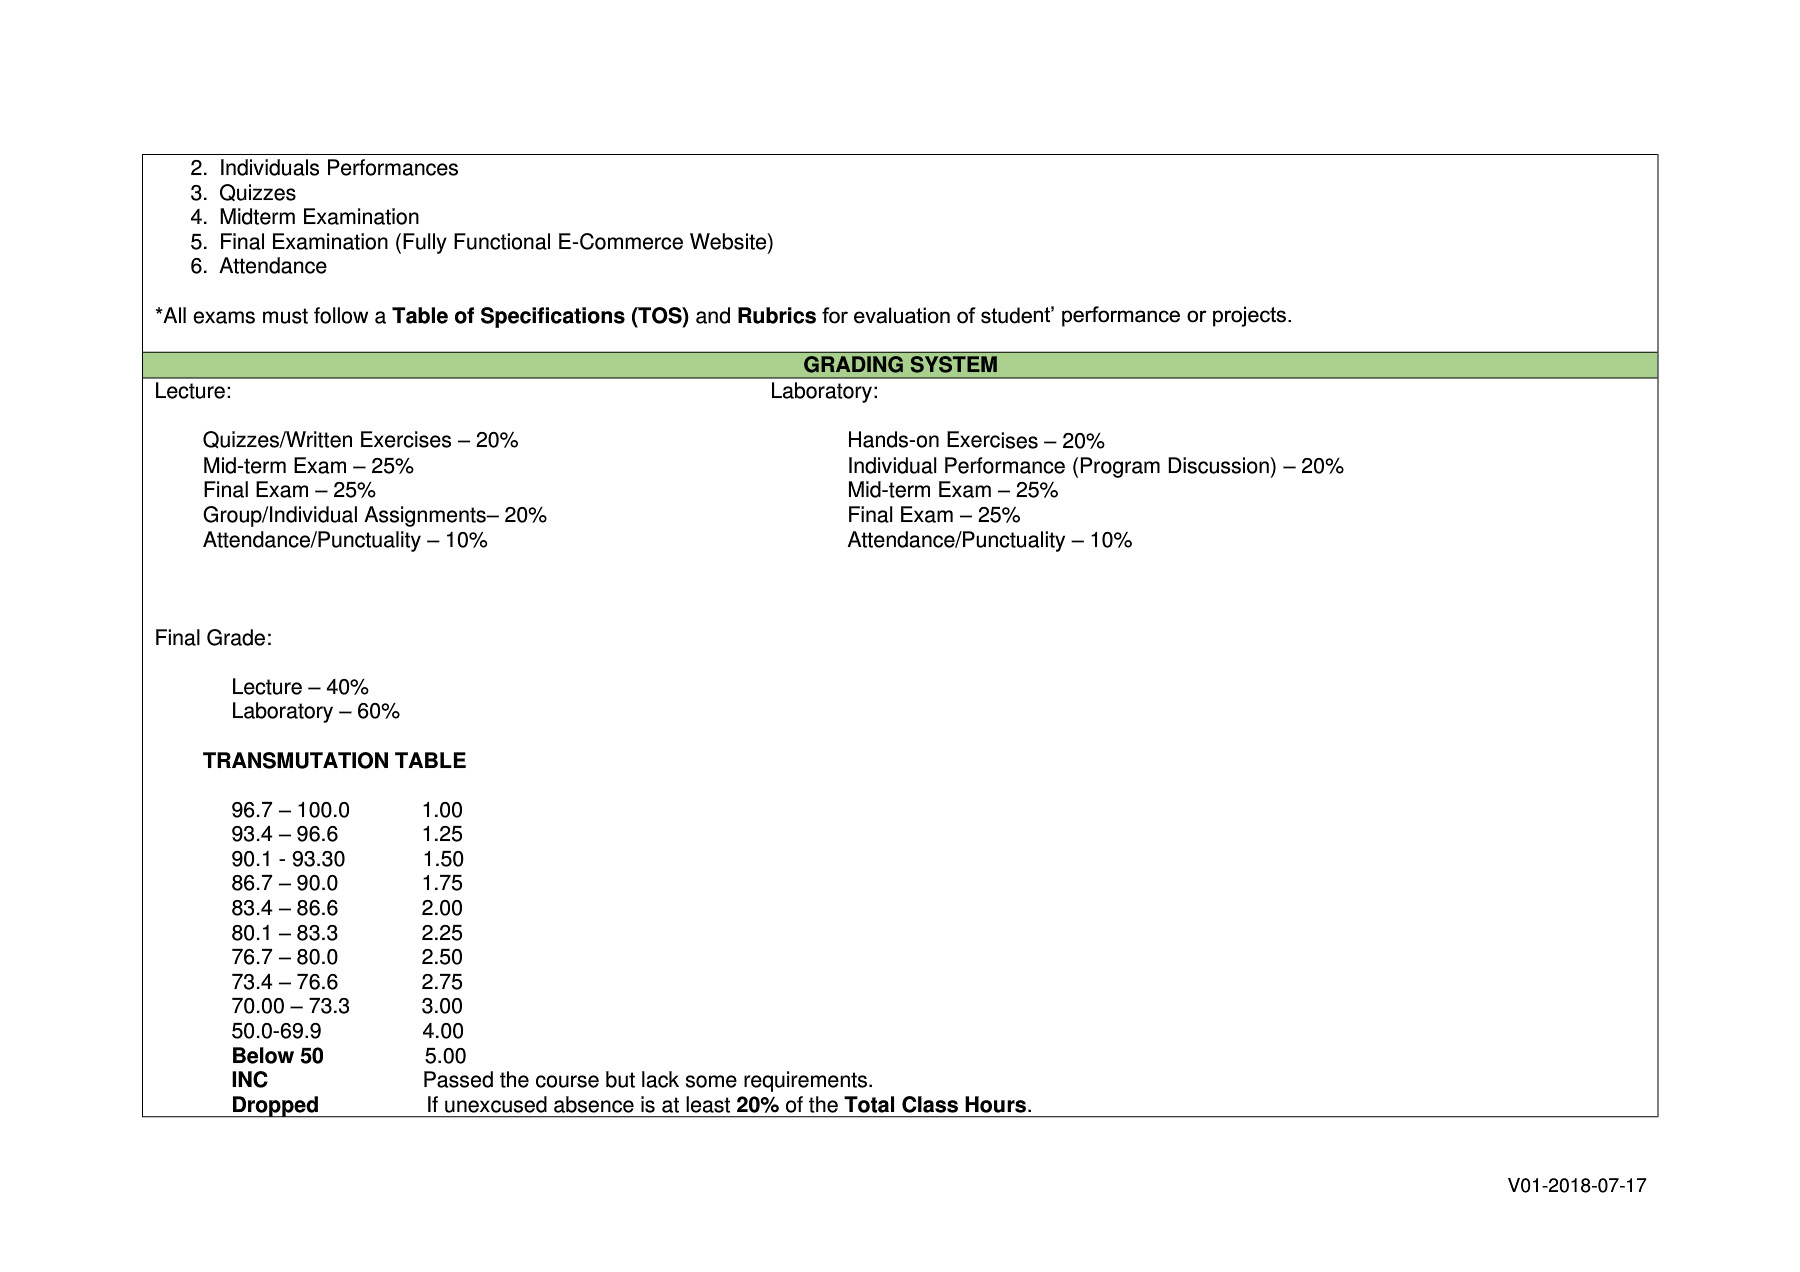 2. Individuals Performances
3. Quizzes
4. Midterm Examination
5. Final Examination (Fully Functional E-Commerce Website)
6. Attendance
*All exams must follow a Table of Specifications (TOS) and Rubrics for evaluation of student’ performance or projects.
GRADING SYSTEM
Lecture: Laboratory:
Quizzes/Written Exercises – 20% Hands-on Exercises – 20%
Mid-term Exam – 25% Individual Performance (Program Discussion) – 20%
Final Exam – 25% Mid-term Exam – 25%
Group/Individual Assignments– 20% Final Exam – 25%
Attendance/Punctuality – 10% Attendance/Punctuality – 10%
Final Grade:
Lecture – 40%
Laboratory – 60%
TRANSMUTATION TABLE
96.7 – 100.0 1.00
93.4 – 96.6 1.25
90.1 - 93.30 1.50
86.7 – 90.0 1.75
83.4 – 86.6 2.00
80.1 – 83.3 2.25
76.7 – 80.0 2.50
73.4 – 76.6 2.75
70.00 – 73.3 3.00
50.0-69.9 4.00
Below 50 5.00
INC Passed the course but lack some requirements.
Dropped If unexcused absence is at least 20% of the Total Class Hours.
V01-2018-07-17